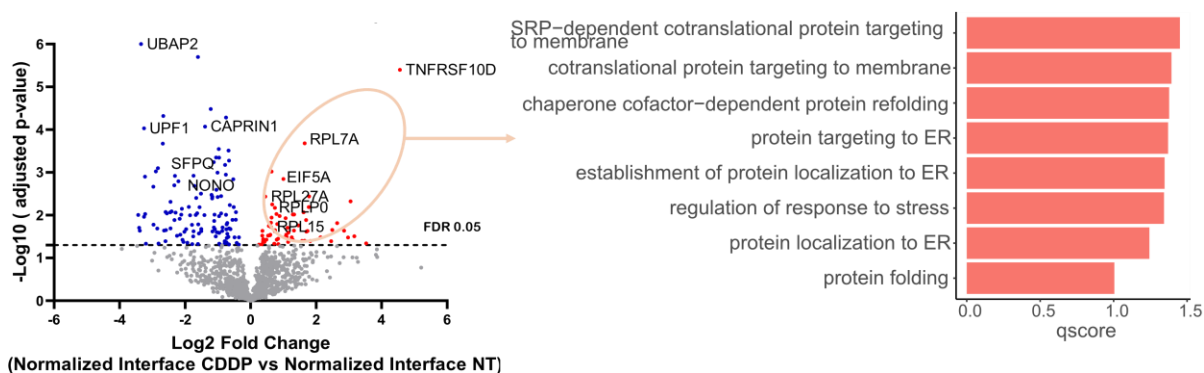 6
UBAP2
TNFRSF10D
5
4
UPF1
CAPRIN1
RPL7A
3
SFPQ
EIF5A
NONO
RPL27A
2
RPLP0
RPL15
FDR 0.05
1
0
-Log10 ( adjusted p-value)
-6 -4 -2 0 2 4 6
Log2 Fold Change
(Normalized Interface CDDP vs Normalized Interface NT)
SRP−dependent cotranslational protein targeting
to membrane
cotranslational protein targeting to membrane
chaperone cofactor−dependent protein refolding
protein targeting to ER
establishment of protein localization to ER
regulation of response to stress
protein localization to ER
protein folding
0.0 0.5 1.0 1.5
qscore